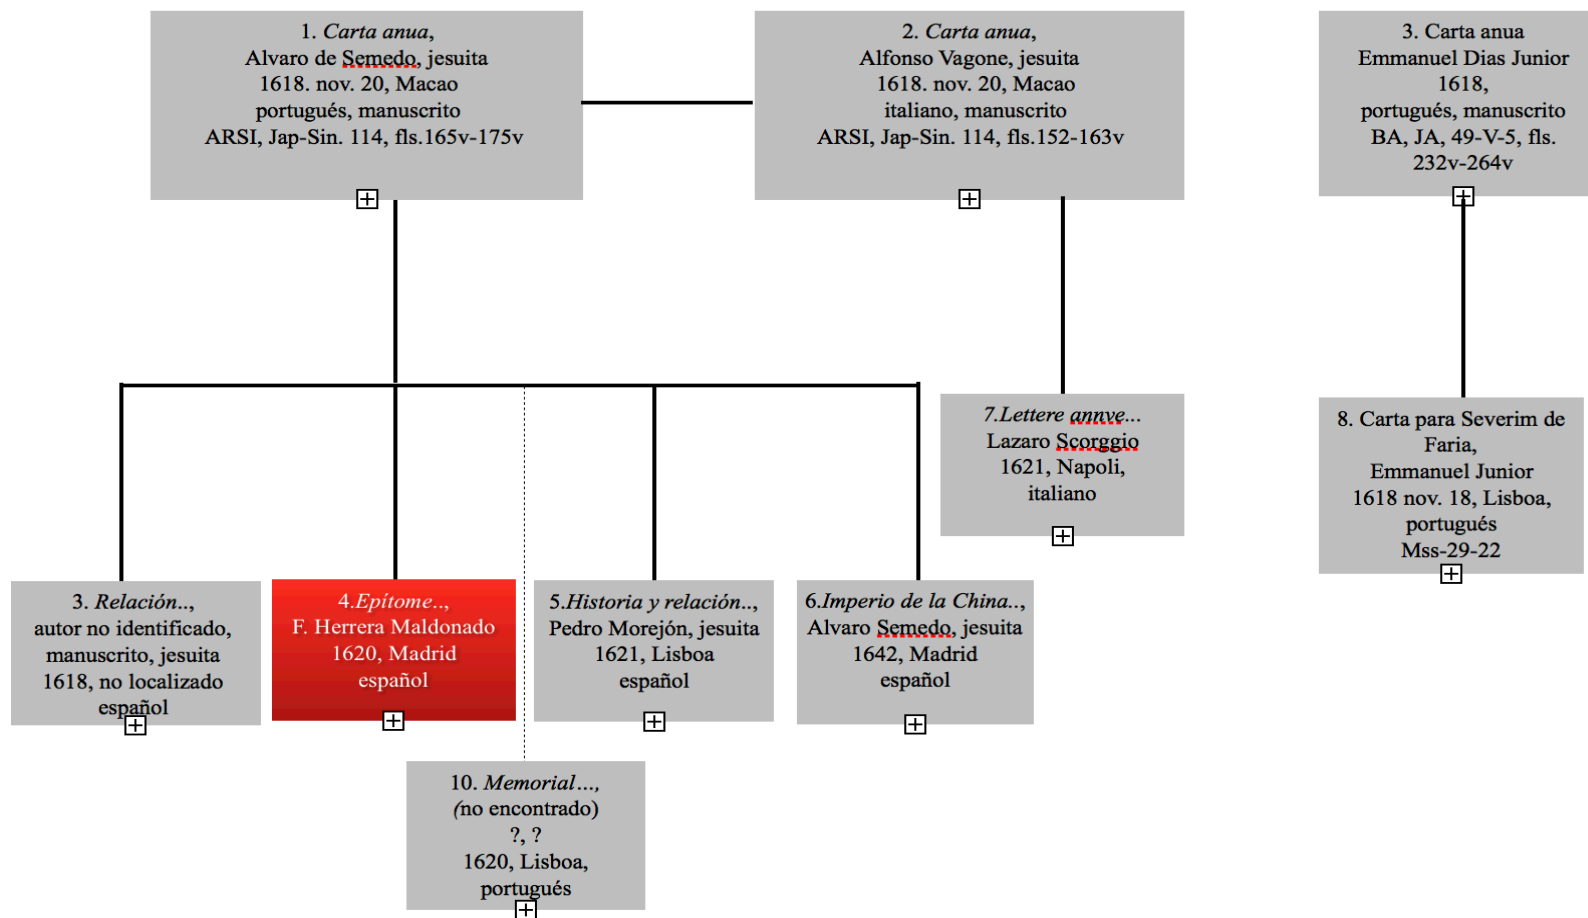 1. Carta anua,
Alvaro de Semedo, jesuita
1618. nov. 20, Macao
portugués, manuscrito
ARSI, Jap-Sin. 114, fls.165v-175v
2. Carta anua,
Alfonso Vagone, jesuita
1618. nov. 20, Macao
italiano, manuscrito
ARSI, Jap-Sin. 114, fls.152-163v
3. Carta anua
Emmanuel Dias Junior
1618,
portugués, manuscrito
BA, JA, 49-V-5, fls.
232v-264v
7.Lettere annve...
Lazaro Scorggio
1621, Napoli,
italiano
8. Carta para Severim de
Faria,
Emmanuel Junior
1618 nov. 18, Lisboa,
portugués
Mss-29-22
3. Relación..,
autor no identificado,
manuscrito, jesuita
1618, no localizado
español
4.Epítome..,
F. Herrera Maldonado
1620, Madrid
español
5.Historia y relación..,
Pedro Morejón, jesuita
1621, Lisboa
español
6.Imperio de la China..,
Alvaro Semedo, jesuita
1642, Madrid
español
10. Memorial...,
(no encontrado)
?, ?
1620, Lisboa,
portugués